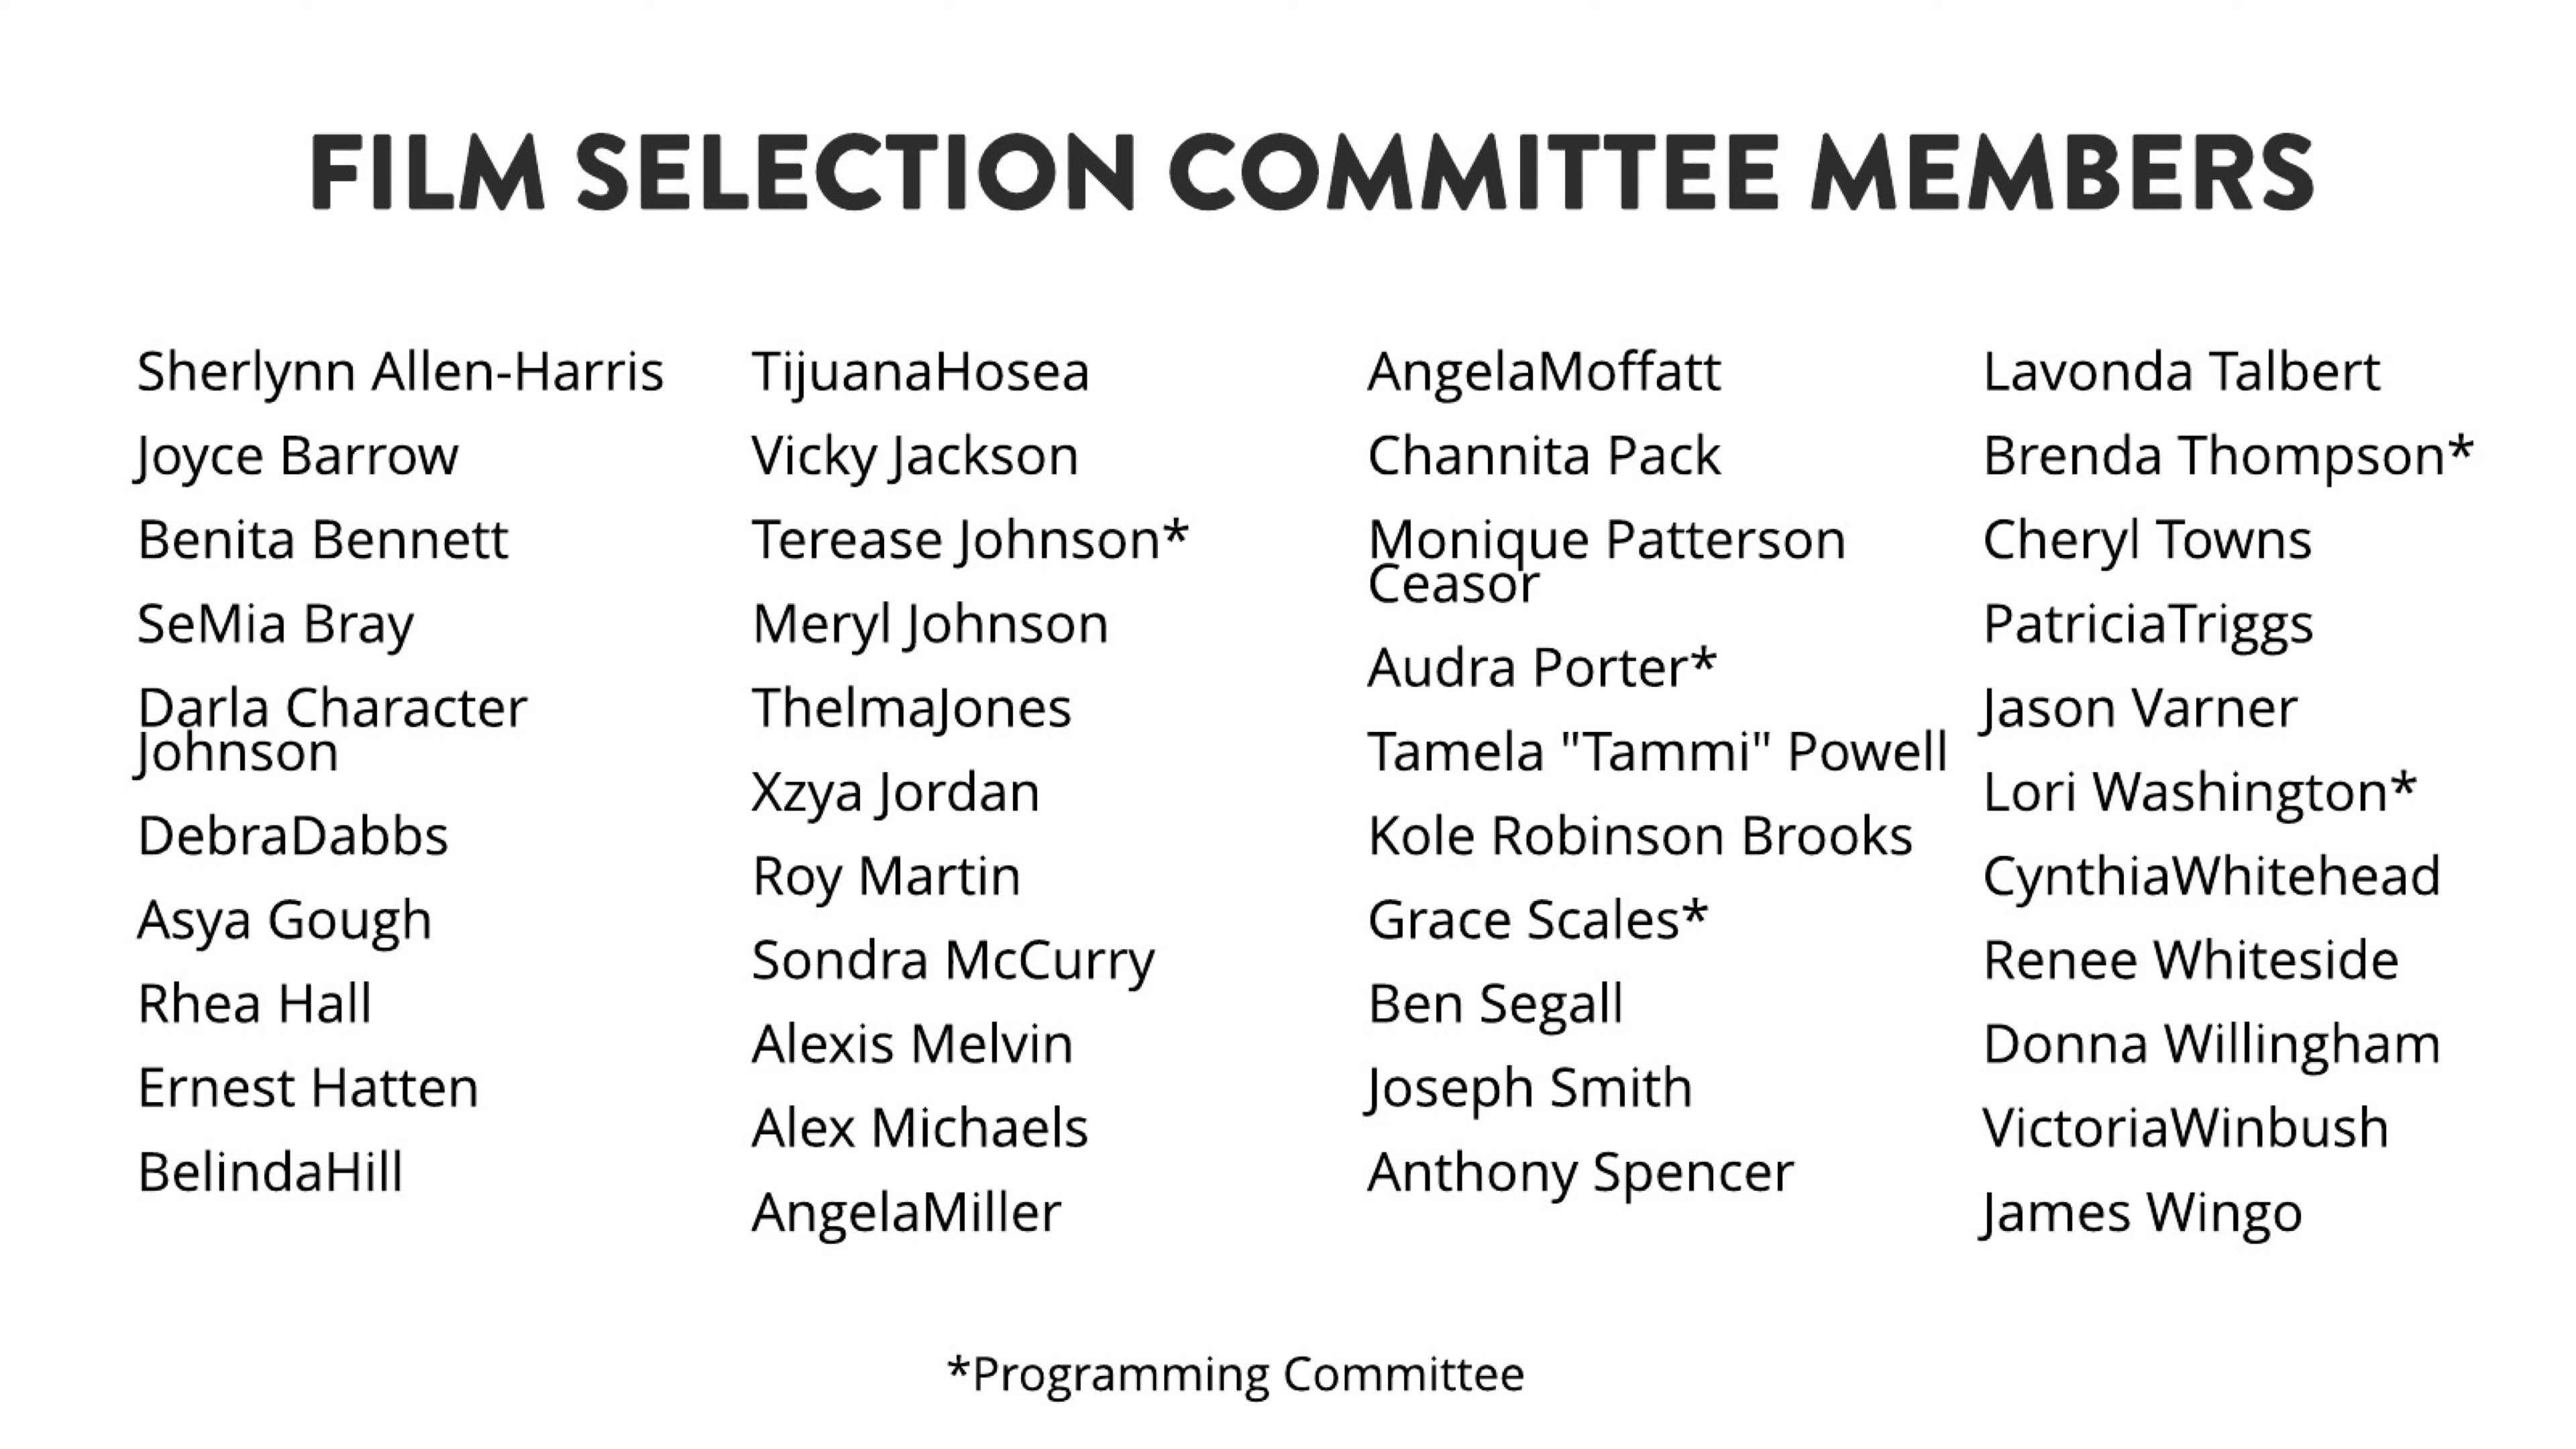 FILM SELECTION COMMITTEE MEMBERS
Sherlynn Allen-Harris
Joyce Barrow
Benita Bennett
SeMia Bray
Darla Character
Johnson
DebraDabbs
Asya Gough
Rhea Hall
Ernest Hatten
BelindaHill
TijuanaHosea
Vicky Jackson
Terease Johnson*
Meryl Johnson
ThelmaJones
Xzya Jordan
Roy Martin
Sondra McCurry
Alexis Melvin
Alex Michaels
AngelaMiller
AngelaMoffatt
Channita Pack
Monique Patterson
Ceasor
Audra Porter*
Tamela "Tammi" Powell
Kole Robinson Brooks
Grace Scales*
Ben Segall
Joseph Smith
Anthony Spencer
Lavonda Talbert
Brenda Thompson*
Cheryl Towns
PatriciaTriggs
Jason Varner
Lori Washington*
CynthiaWhitehead
Renee Whiteside
Donna Willingham
VictoriaWinbush
James Wingo
*Programming Committee